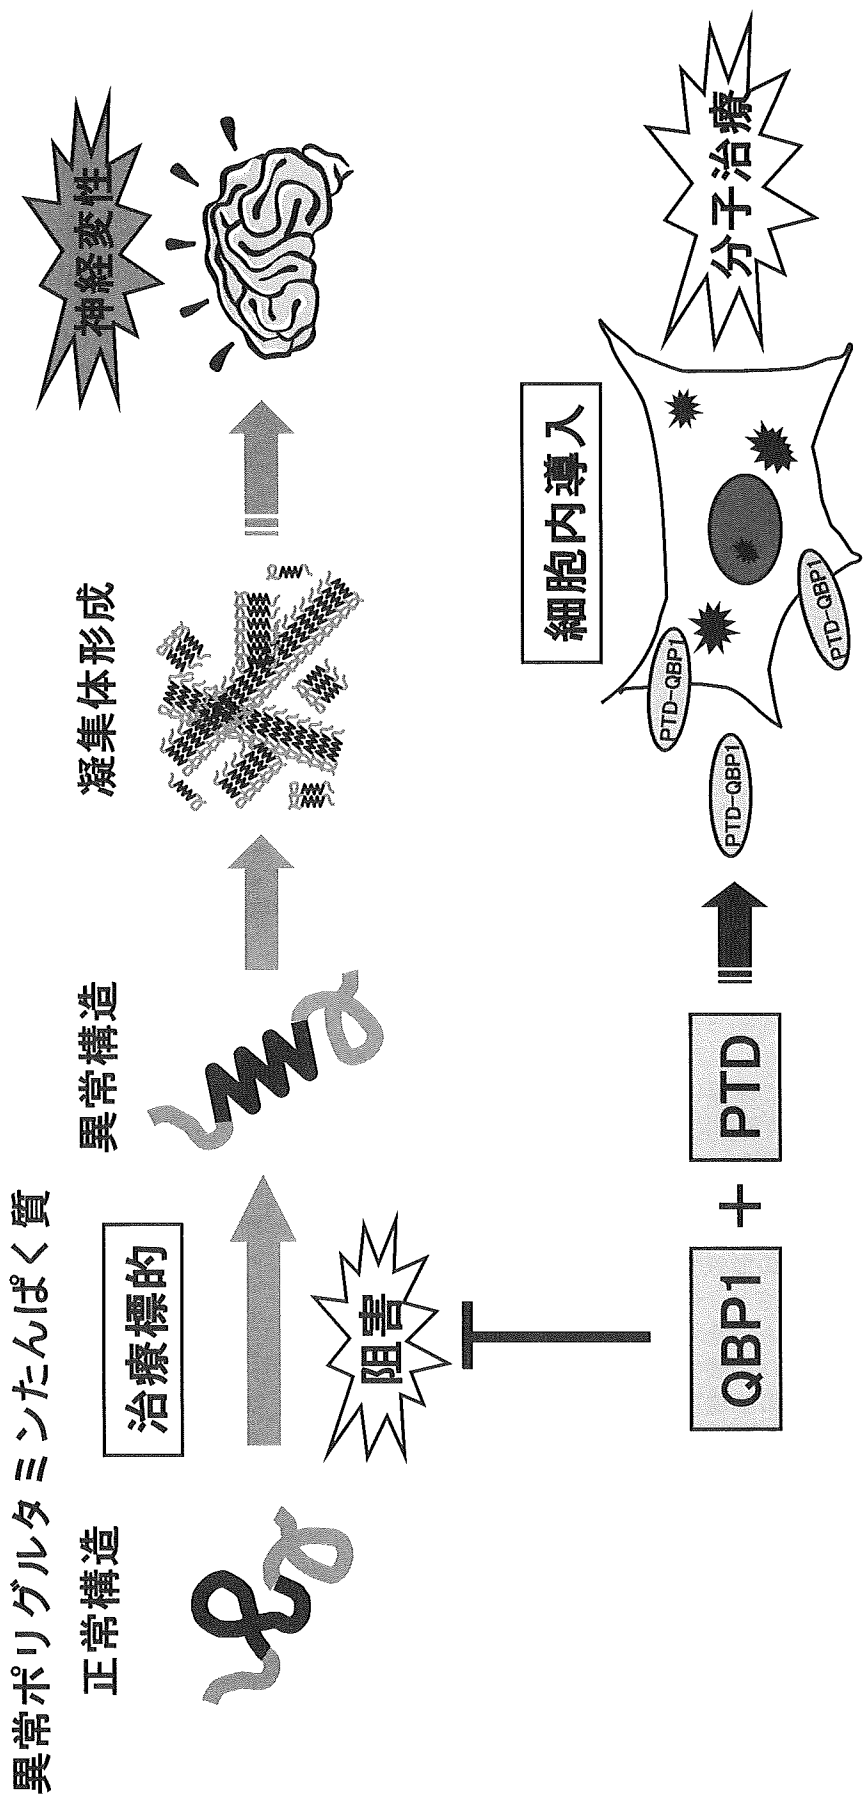 異常ポリグルタミンたんぱく質
正常構造
治療標的
異常構造
凝集体形成
神経変性
阻害
QBP1
+
PTD
PTD-QBP1
PTD-QBP1
PTD-QBP1
細胞内導入
分子治療